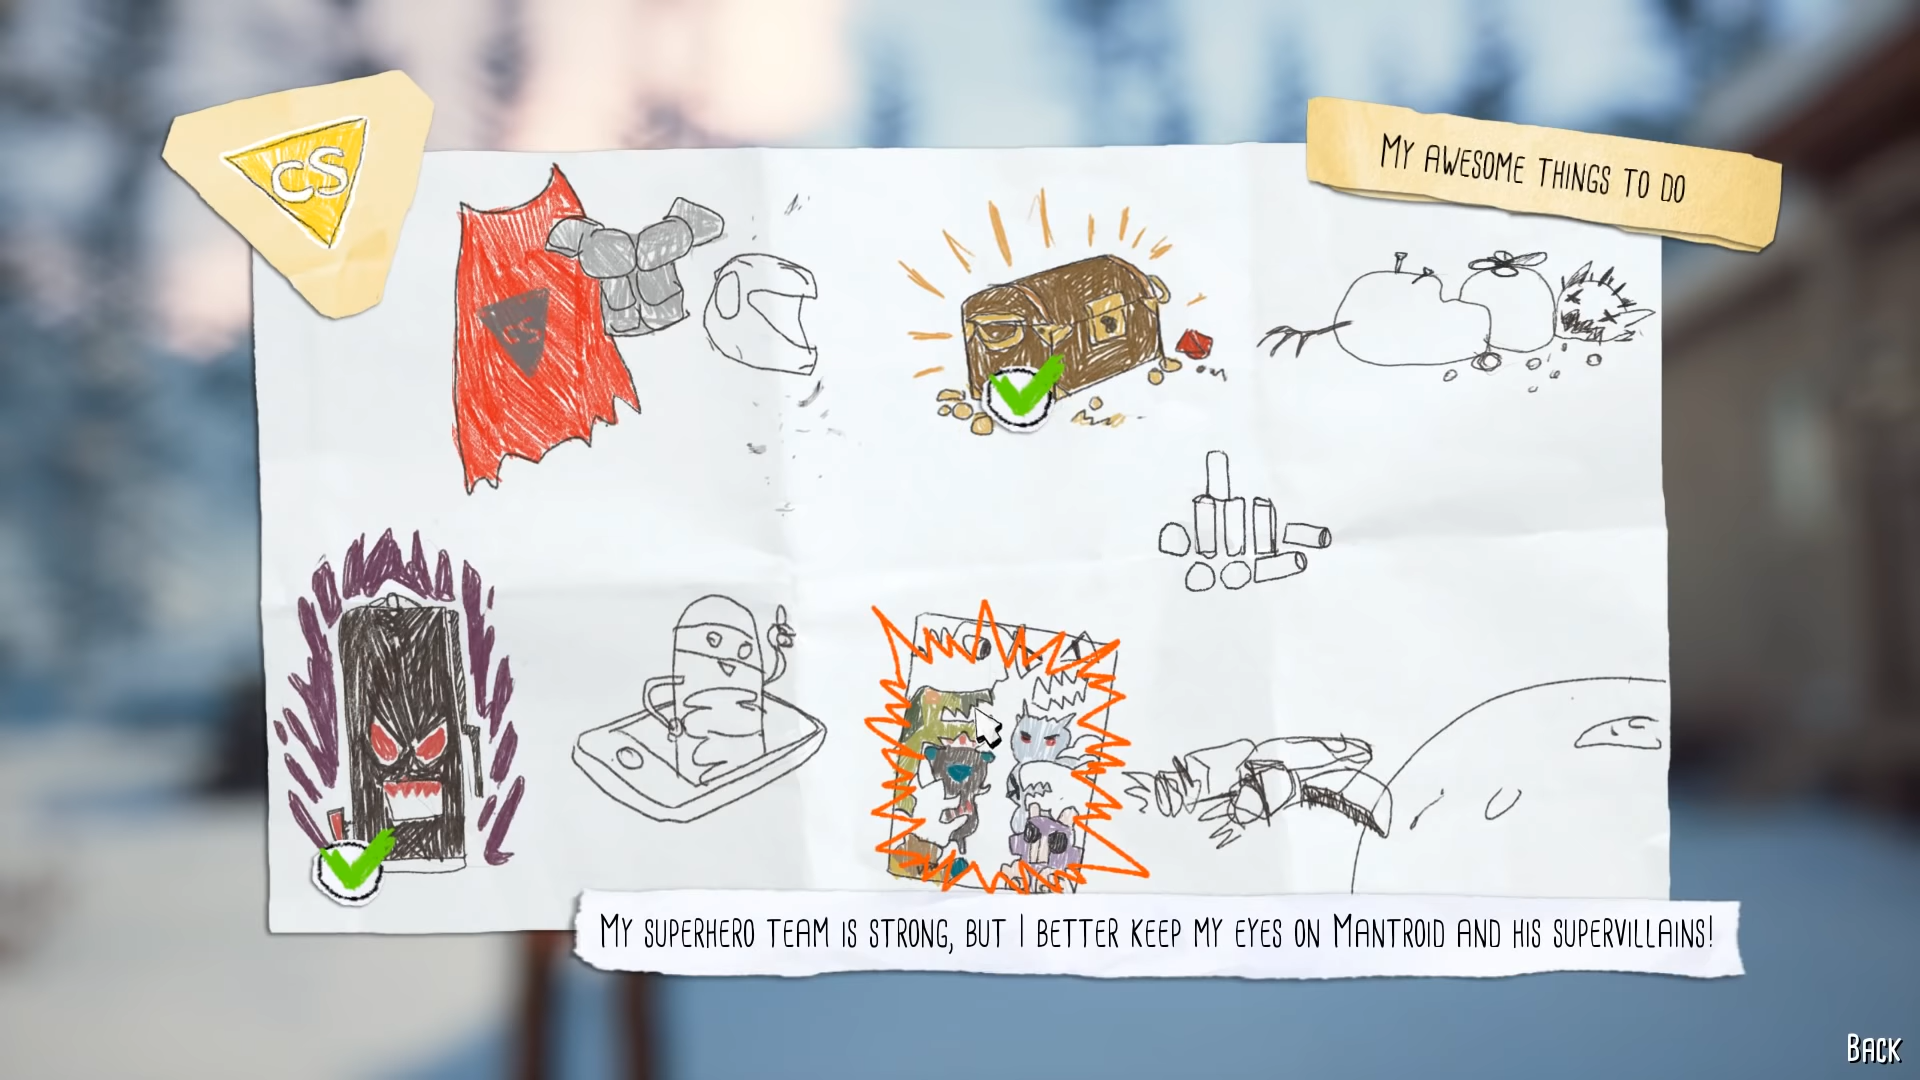 CS
My awesome things to do
CS
My superhero team is strong, but I better keep my eyes on Mantroid and his supervillains!
Back